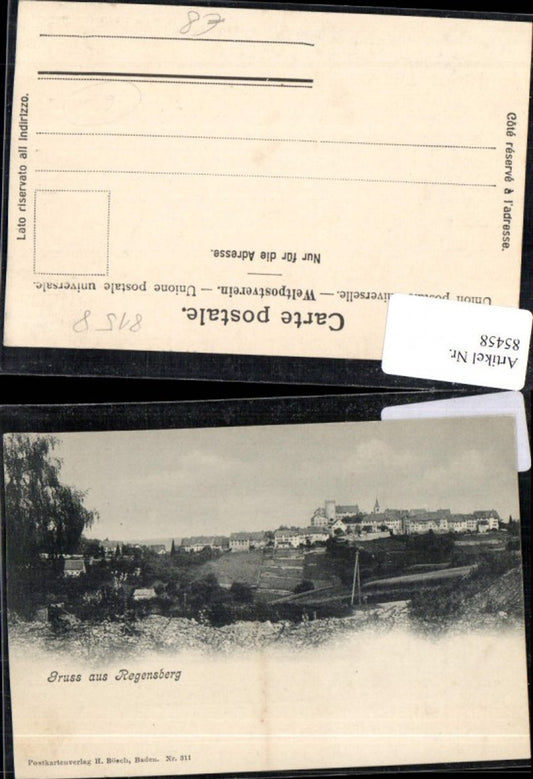 Carte postale.
Union postale universelle. — Weltpostverein. — Unione postale universale.
Nur für die Adresse.
Côté réservé à l'adresse.
Lato riservato all indirizzo.
8158
Artikel Nr.
85458
Gruss aus Regensberg
Postkartenverlag H. Bösch, Baden. Nr. 311